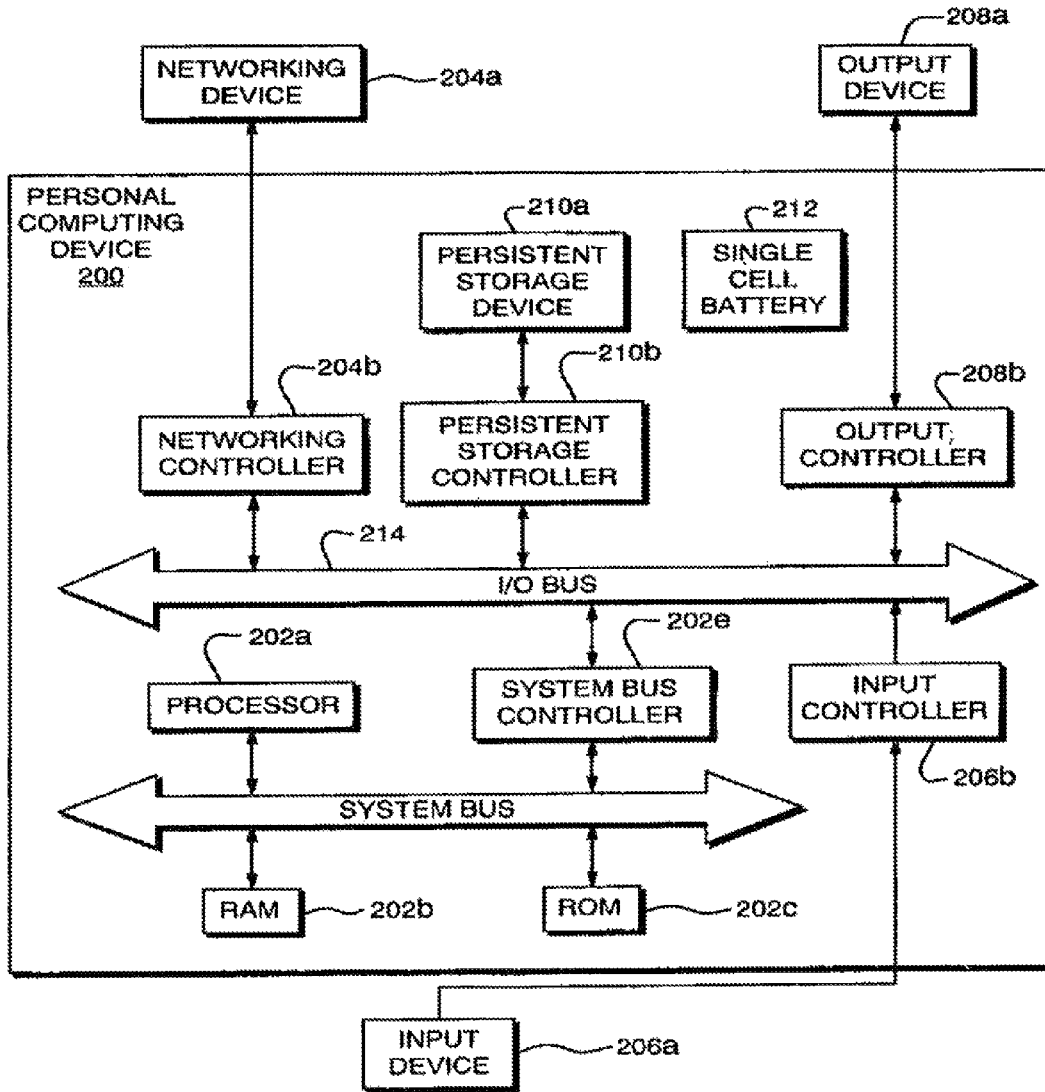 208a
NETWORKING
DEVICE
204a
OUTPUT
DEVICE
PERSONAL
COMPUTING
DEVICE
200
210a
PERSISTENT
STORAGE
DEVICE
212
SINGLE
CELL
BATTERY
204b
NETWORKING
CONTROLLER
210b
PERSISTENT
STORAGE
CONTROLLER
208b
OUTPUT;
CONTROLLER
214
I/O BUS
202a
PROCESSOR
202e
SYSTEM BUS
CONTROLLER
INPUT
CONTROLLER
206b
SYSTEM BUS
RAM
202b
ROM
202c
INPUT
DEVICE
206a